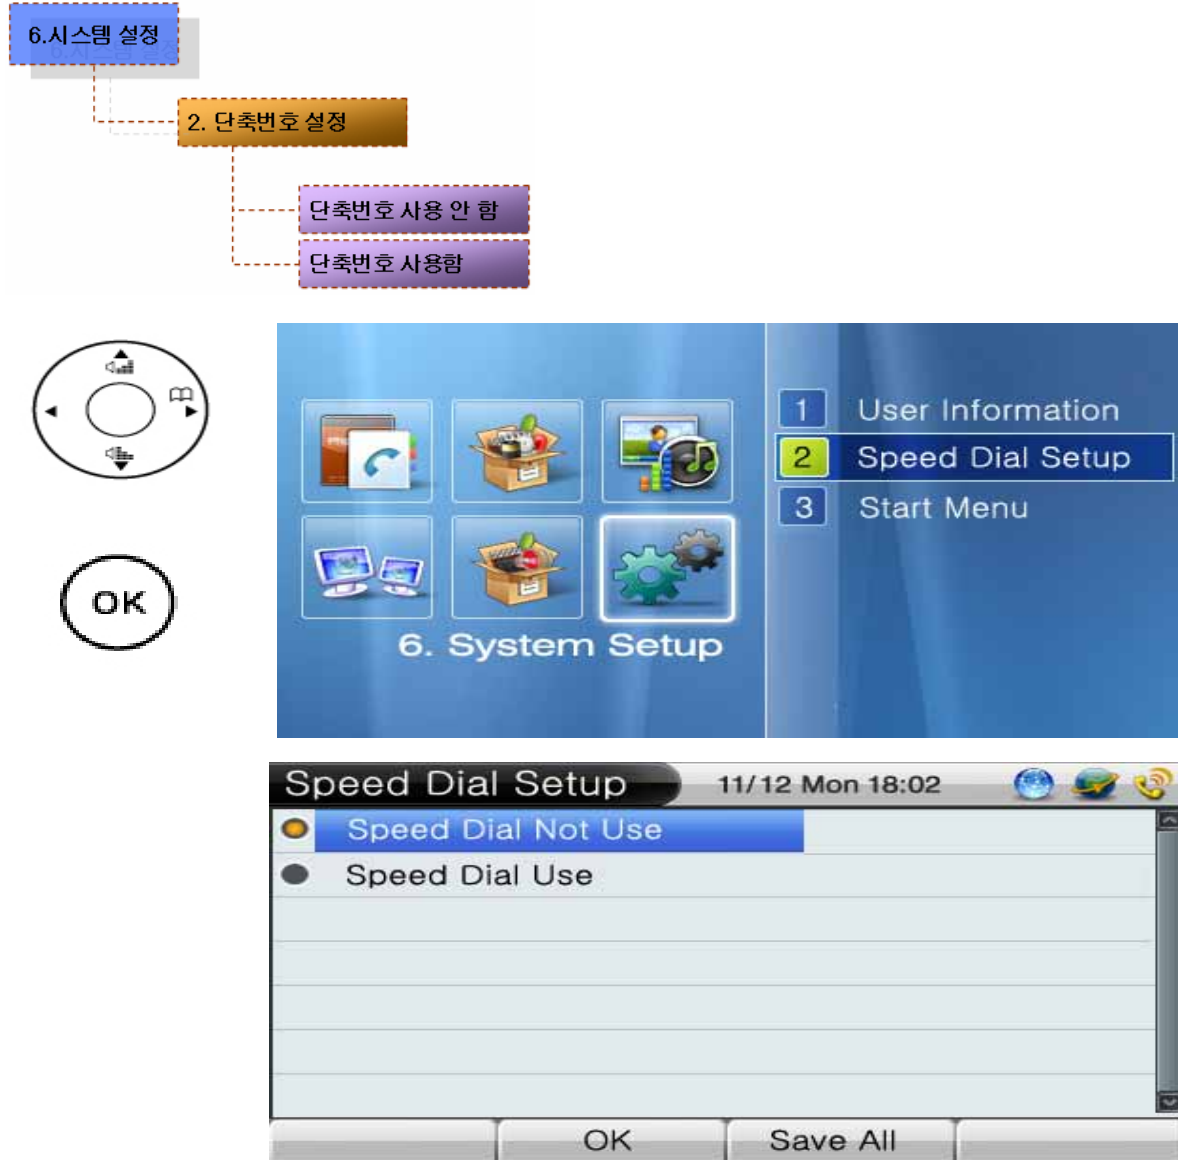 6.시스템 설정
2. 단축번호 설정
단축번호 사용 안 함
단축번호 사용함
OK
1 User Information
2 Speed Dial Setup
3 Start Menu
6. System Setup
Speed Dial Setup 11/12 Mon 18:02
Speed Dial Not Use
Speed Dial Use
OK Save All